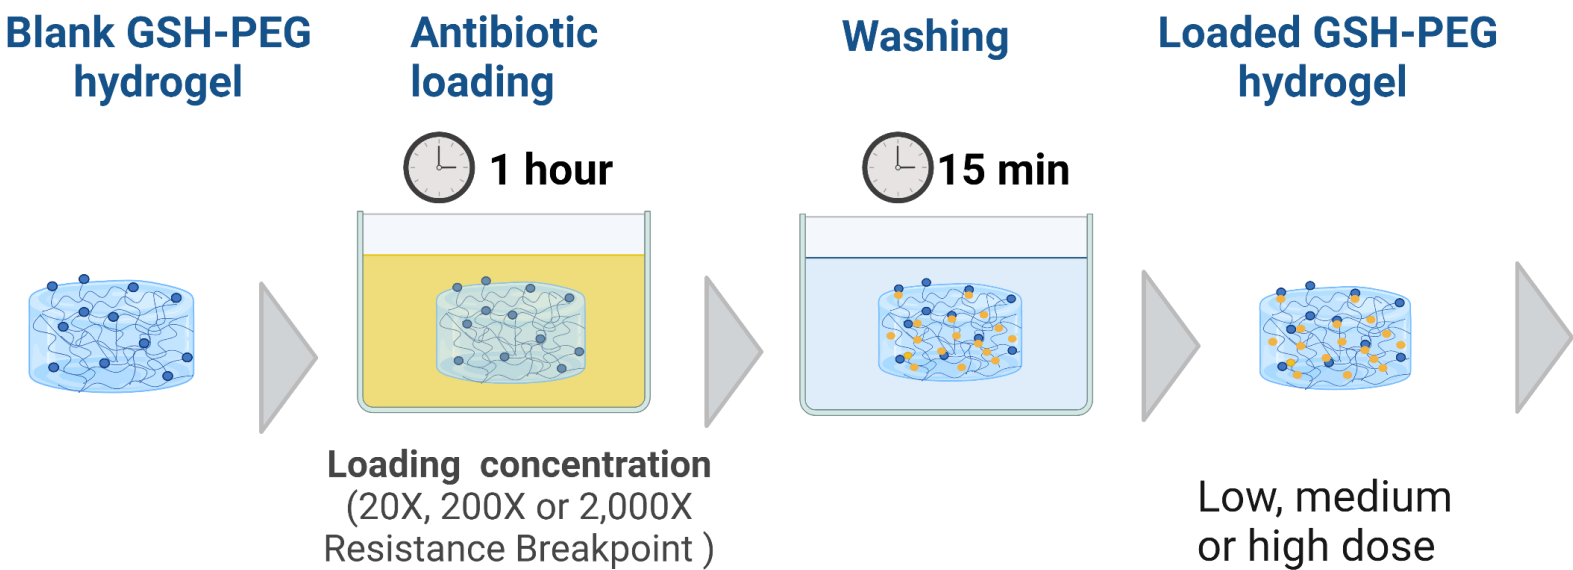 Blank GSH-PEG
hydrogel
Antibiotic
loading
1 hour
Loading concentration
(20X, 200X or 2,000X
Resistance Breakpoint )
Washing
15 min
Loaded GSH-PEG
hydrogel
Low, medium
or high dose